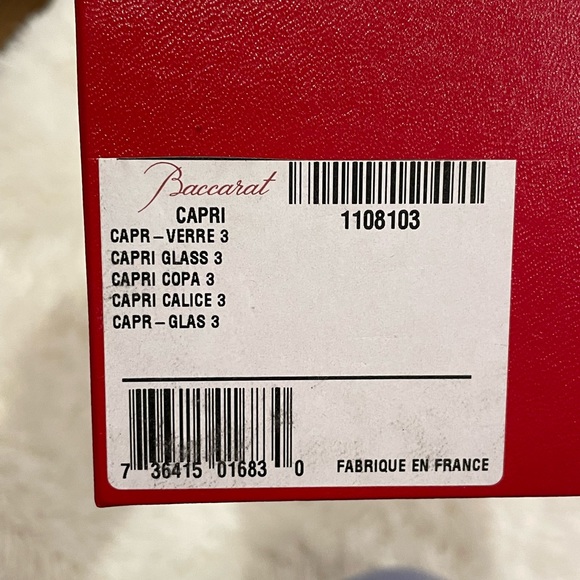 Baccarat
CAPRI 1108103
CAPR-VERRE 3
CAPRI GLASS 3
CAPRI COPA 3
CAPRI CALICE 3
CAPR-GLAS 3
7 36415 01683 0 FABRIQUE EN FRANCE